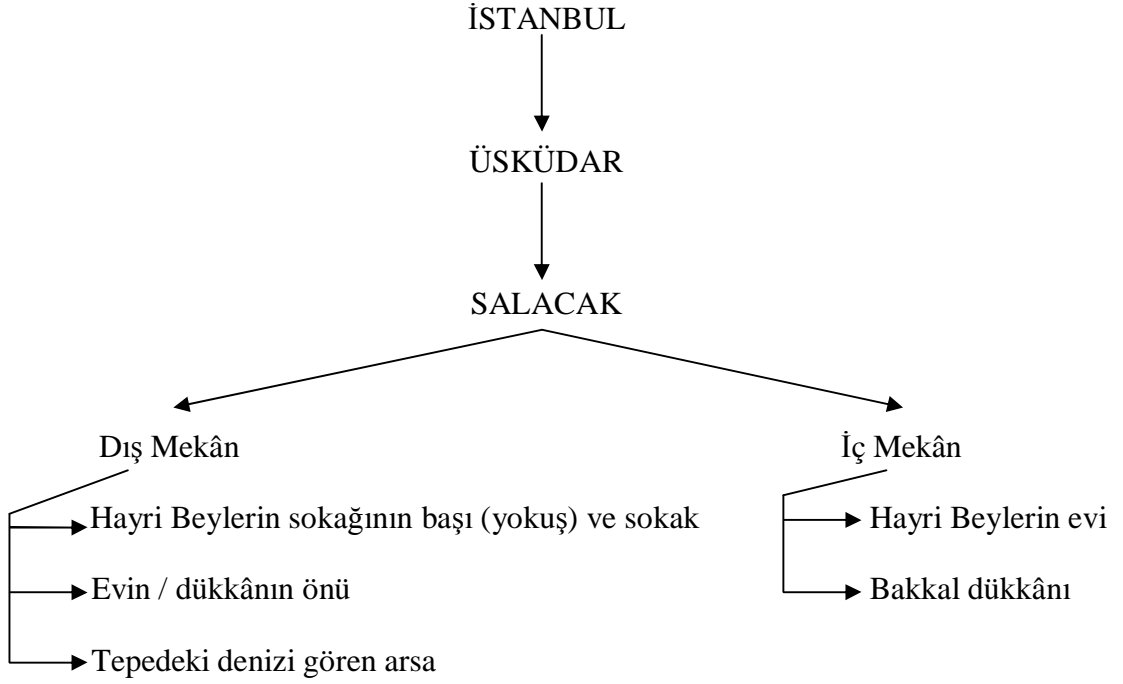 İSTANBUL
ÜSKÜDAR
SALACAK
Dış Mekân
İç Mekân
Hayri Beylerin sokağının başı (yokuş) ve sokak
Hayri Beylerin evi
Evin / dükkânın önü
Bakkal dükkânı
Tepedeki denizi gören arsa